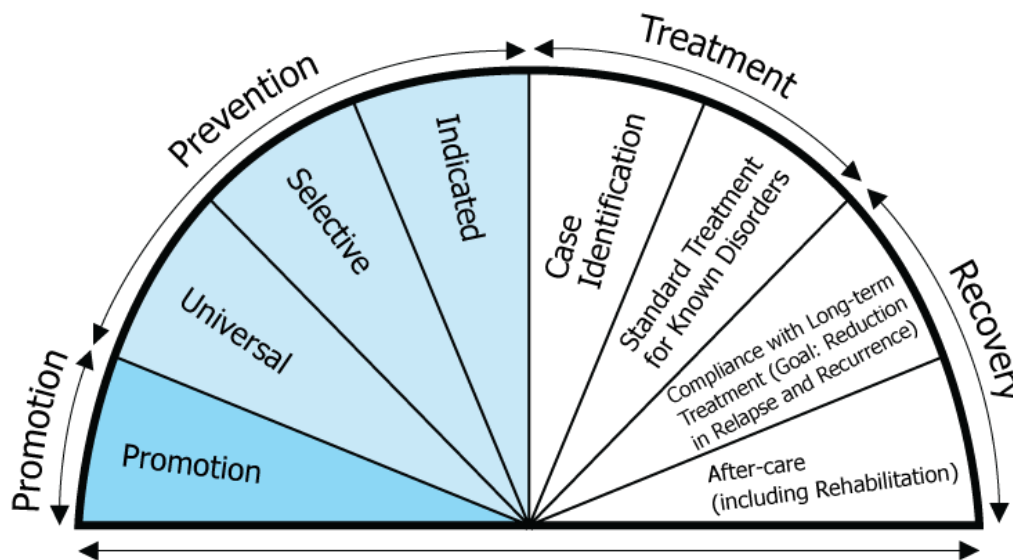 Promotion
Prevention
Treatment
Recovery
Promotion
Universal
Selective
Indicated
Case
Identification
Standard Treatment
for Known Disorders
Compliance with Long-term
Treatment (Goal: Reduction
in Relapse and Recurrence)
After-care
(including Rehabilitation)